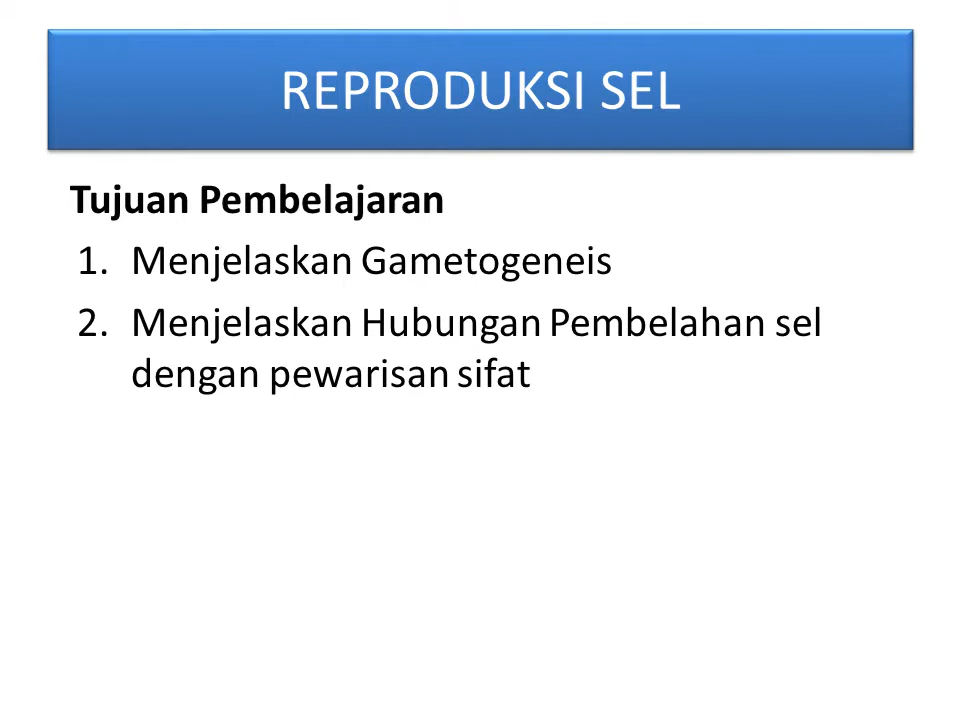 REPRODUKSI SEL
Tujuan Pembelajaran
1. Menjelaskan Gametogeneis
2. Menjelaskan Hubungan Pembelahan sel
dengan pewarisan sifat